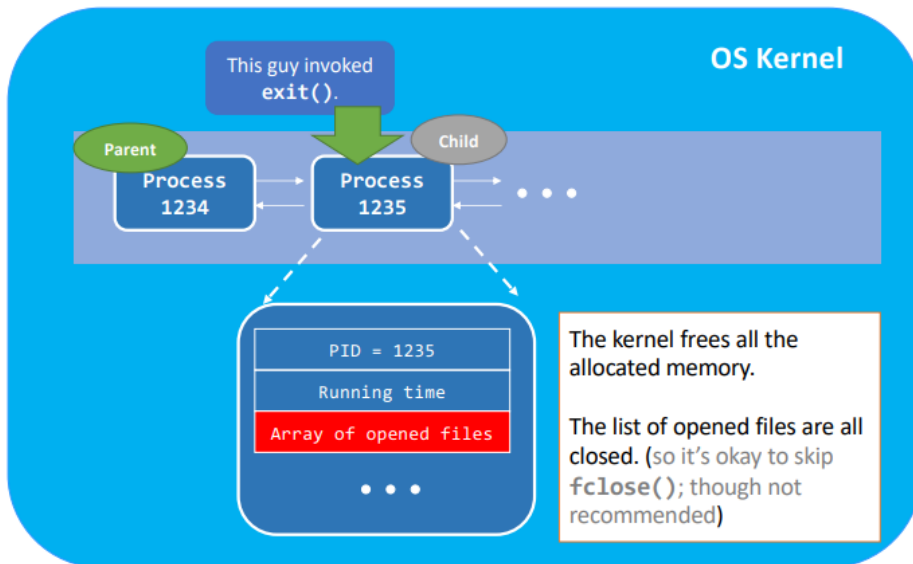 OS Kernel
This guy invoked
exit().
Parent
Child
Process
1234
Process
1235
PID = 1235
Running time
Array of opened files
The kernel frees all the
allocated memory.
The list of opened files are all
closed. (so it's okay to skip
fclose(); though not
recommended)